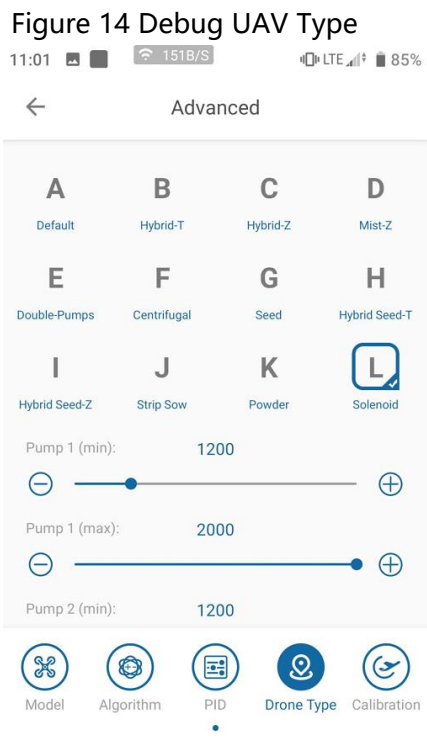 Figure 14 Debug UAV Type
11:01 151B/S LTE 85%
Advanced
A B C D
Default Hybrid-T Hybrid-Z Mist-Z
E F G H
Double-Pumps Centrifugal Seed Hybrid Seed-T
I J K L
Hybrid Seed-Z Strip Sow Powder Solenoid
Pump 1 (min): 1200
Pump 1 (max): 2000
Pump 2 (min): 1200
Model Algorithm PID Drone Type Calibration